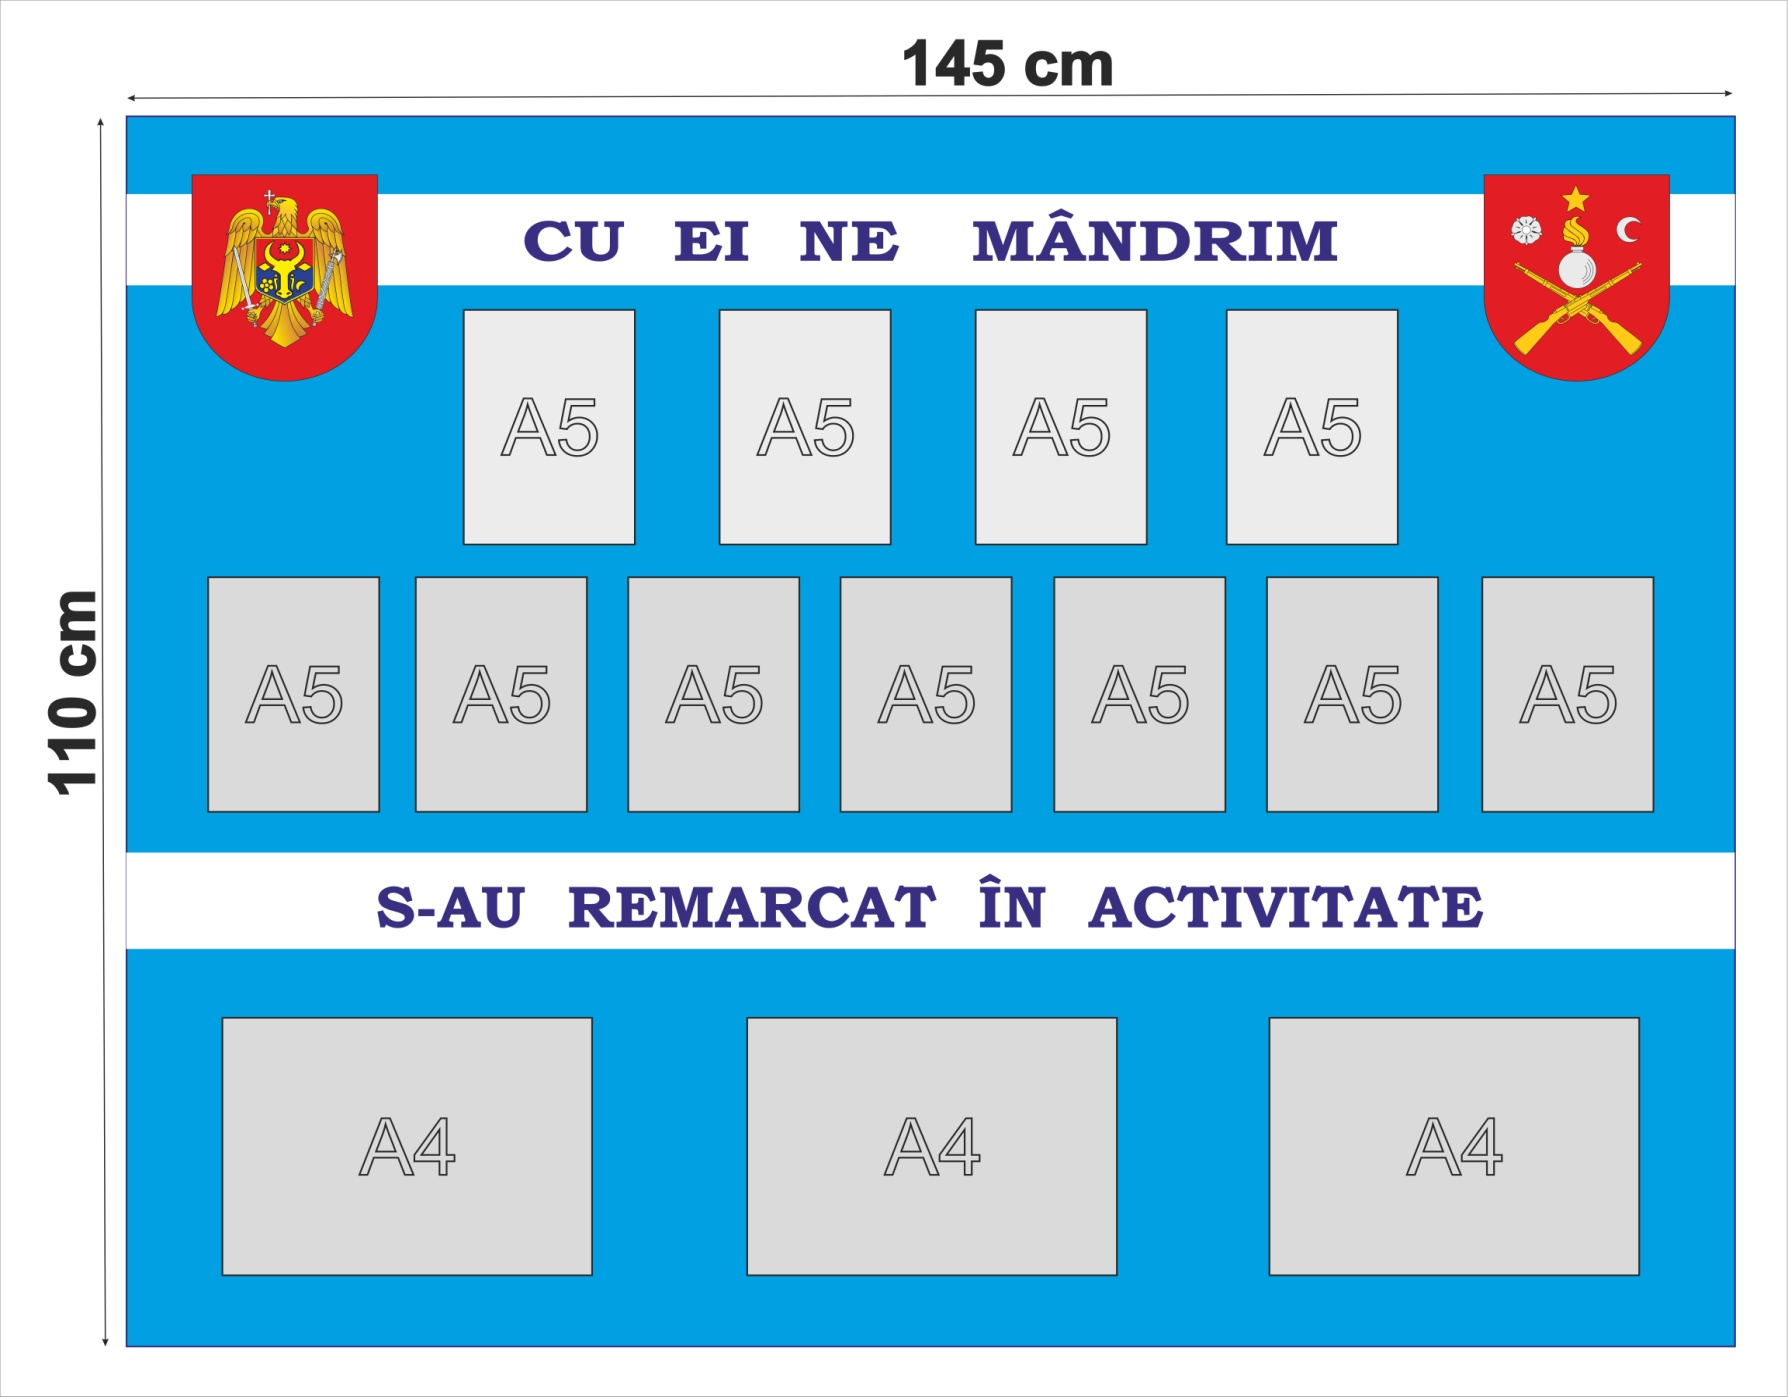 145 cm
110 cm
CU EI NE MÂNDRIM
A5 A5 A5 A5
A5 A5 A5 A5 A5 A5 A5
S-AU REMARCAT ÎN ACTIVITATE
A4 A4 A4